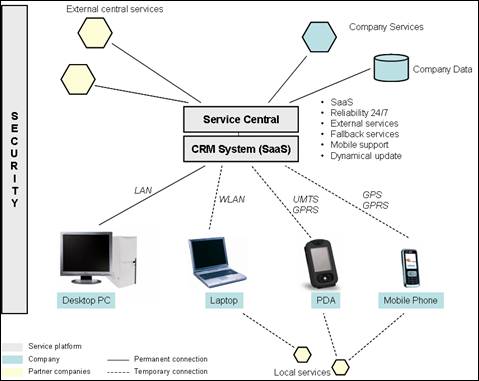 External central services
Company Services
Company Data
SECURITY
Service Central
CRM System (SaaS)
• SaaS
• Reliability 24/7
• External services
• Fallback services
• Mobile support
• Dynamical update
LAN
WLAN
UMTS
GPRS
GPS
GPRS
Desktop PC
Laptop
PDA
Mobile Phone
Service platform
Company
Partner companies
Permanent connection
Temporary connection
Local services